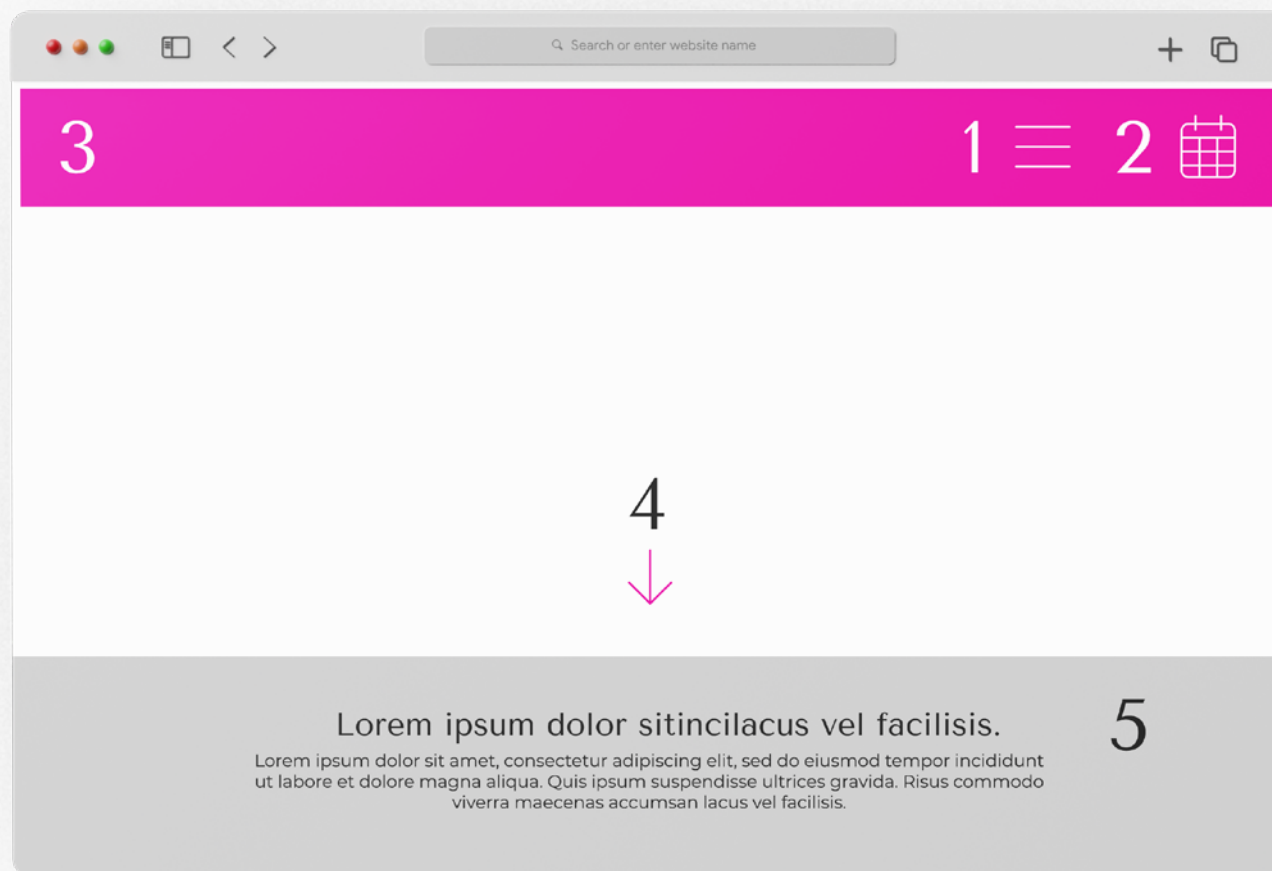 Search or enter website name
3 1 2
4
Lorem ipsum dolor sitincilacus vel facilisis.
5
Lorem ipsum dolor sit amet, consectetur adipiscing elit, sed do eiusmod tempor incididunt
ut labore et dolore magna aliqua. Quis ipsum suspendisse ultrices gravida. Risus commodo
viverra maecenas accumsan lacus vel facilisis.